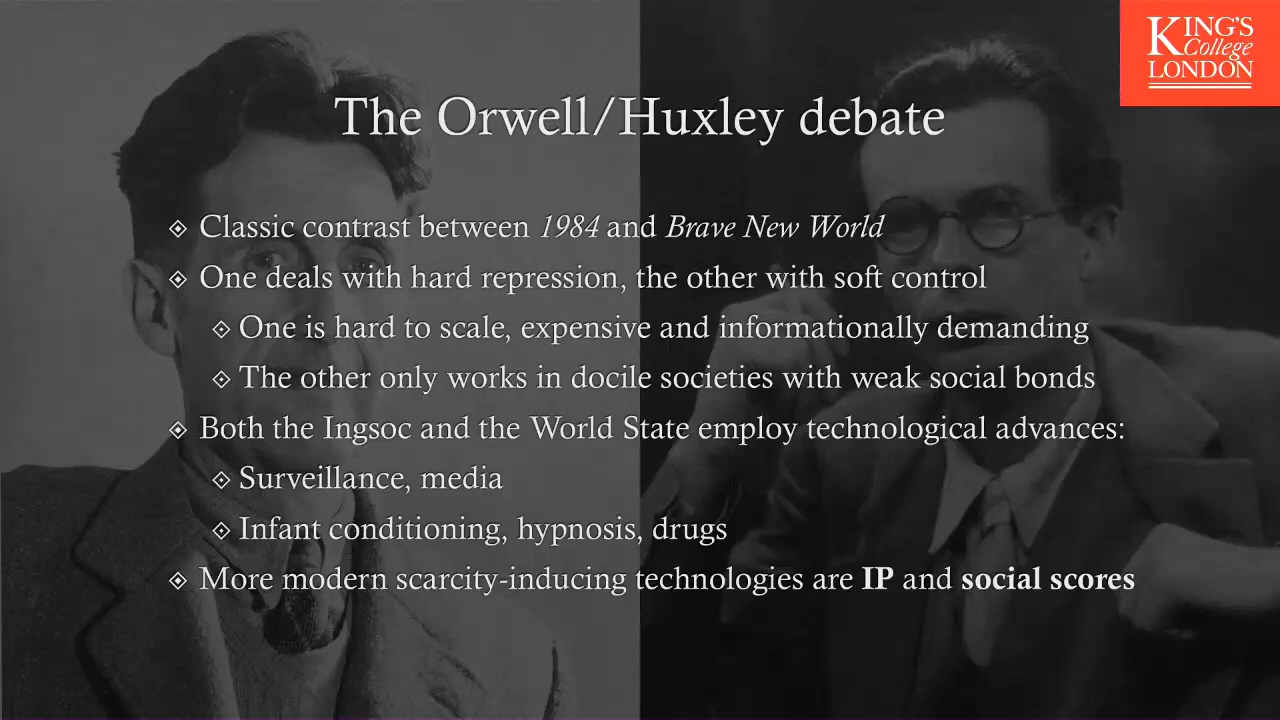 KING'S
College
LONDON
The Orwell/Huxley debate
Classic contrast between 1984 and Brave New World
One deals with hard repression, the other with soft control
One is hard to scale, expensive and informationally demanding
The other only works in docile societies with weak social bonds
Both the Ingsoc and the World State employ technological advances:
Surveillance, media
Infant conditioning, hypnosis, drugs
More modern scarcity-inducing technologies are IP and social scores